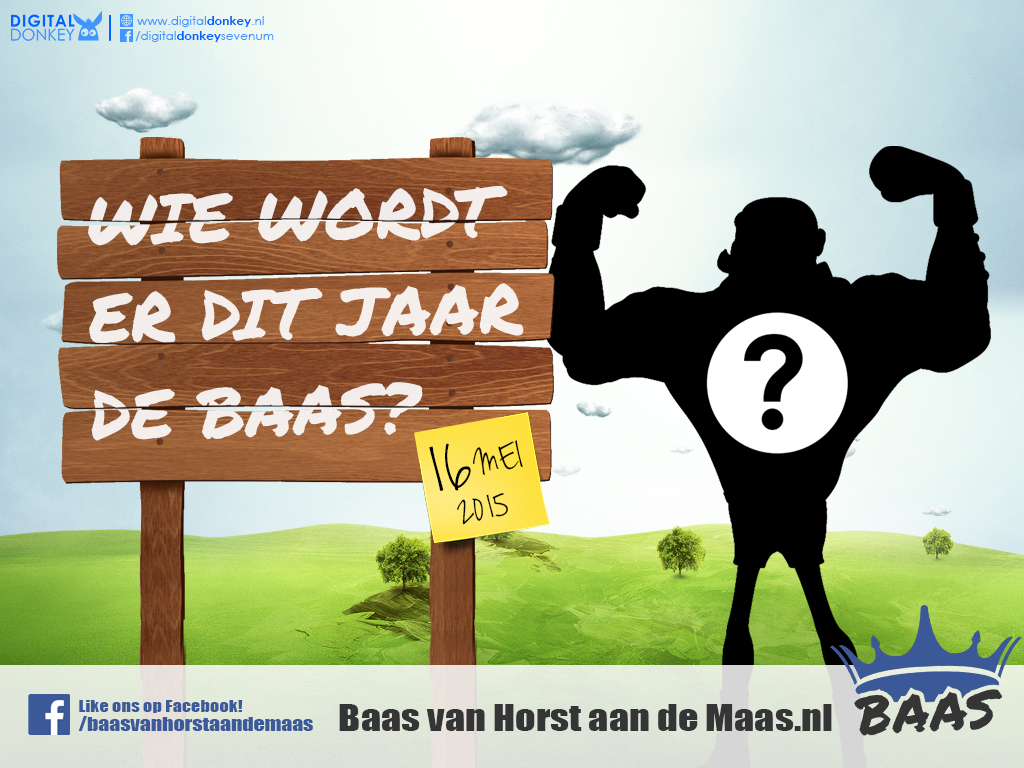 DIGITAL
DONKEY
www.digitaldonkey.nl
/digitaldonkeysevenum
WIE WORDT
ER DIT JAAR
DE BAAS?
16 MEI
2015
?
Like ons op Facebook!
/baasvanhorstaandemaas
Baas van Horst aan de Maas.nl
BAAS